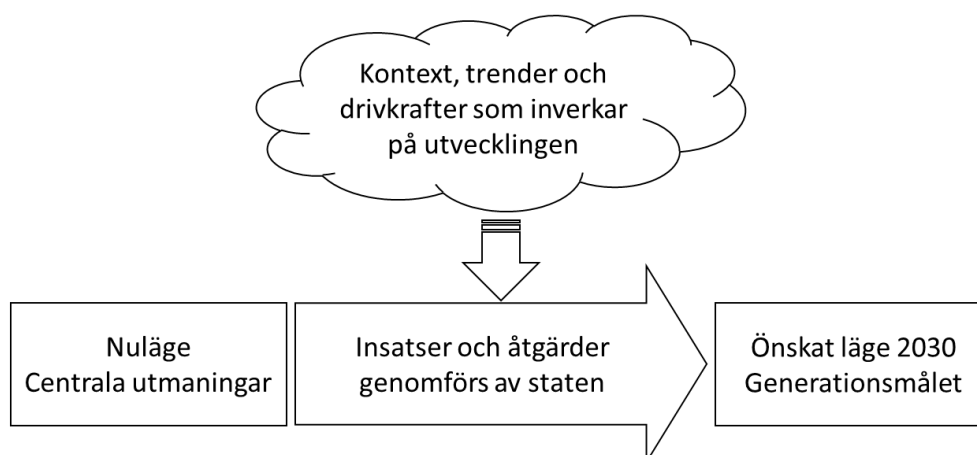 Kontext, trender och
drivkrafter som inverkar
på utvecklingen
Nuläge
Centrala utmaningar
Insatser och åtgärder
genomförs av staten
Önskat läge 2030
Generationsmålet